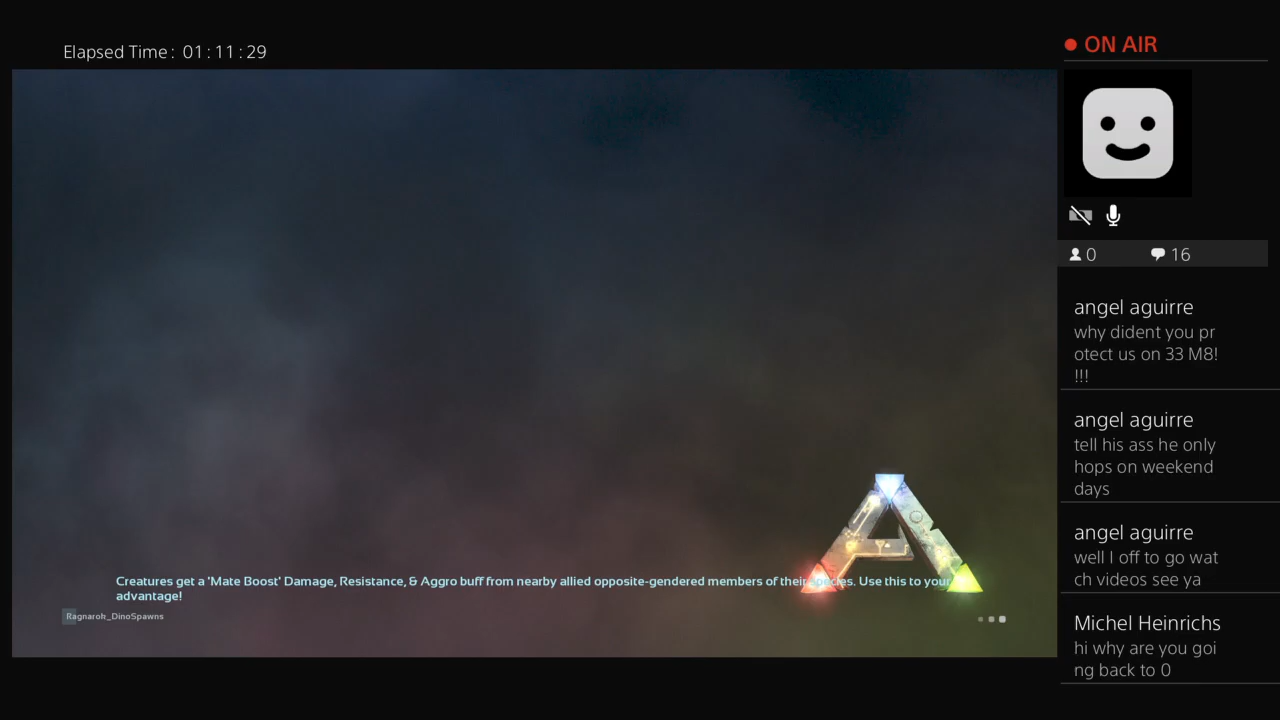 Elapsed Time: 01:11:29
ON AIR
0
16
angel aguirre
why dident you pr
otect us on 33 M8!
!!!
angel aguirre
tell his ass he only
hops on weekend
days
angel aguirre
well I off to go wat
ch videos see ya
Michel Heinrichs
hi why are you goi
ng back to 0
Creatures get a 'Mate Boost' Damage, Resistance, & Aggro buff from nearby allied opposite-gendered members of their species. Use this to your
advantage!
Ragnarok_DinoSpawns